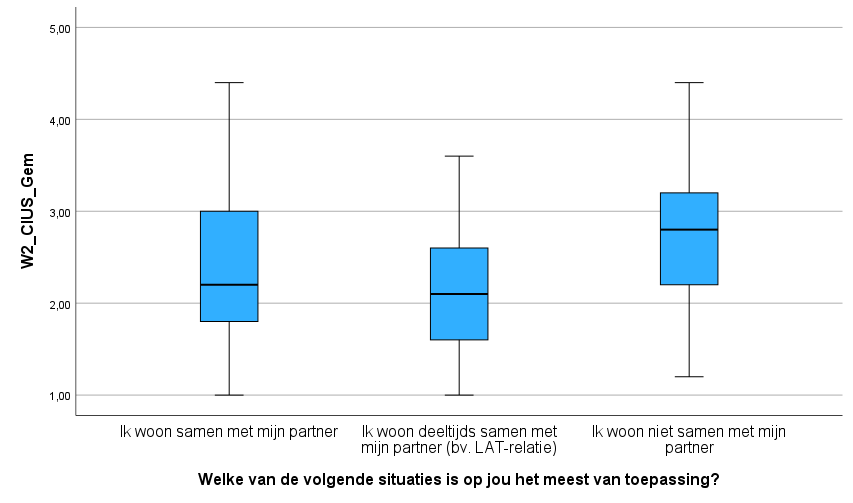 5,00
4,00
3,00
2,00
1,00
W2_CIUS_Gem
Ik woon samen met mijn partner
Ik woon deeltijds samen met
mijn partner (bv. LAT-relatie)
Ik woon niet samen met mijn
partner
Welke van de volgende situaties is op jou het meest van toepassing?